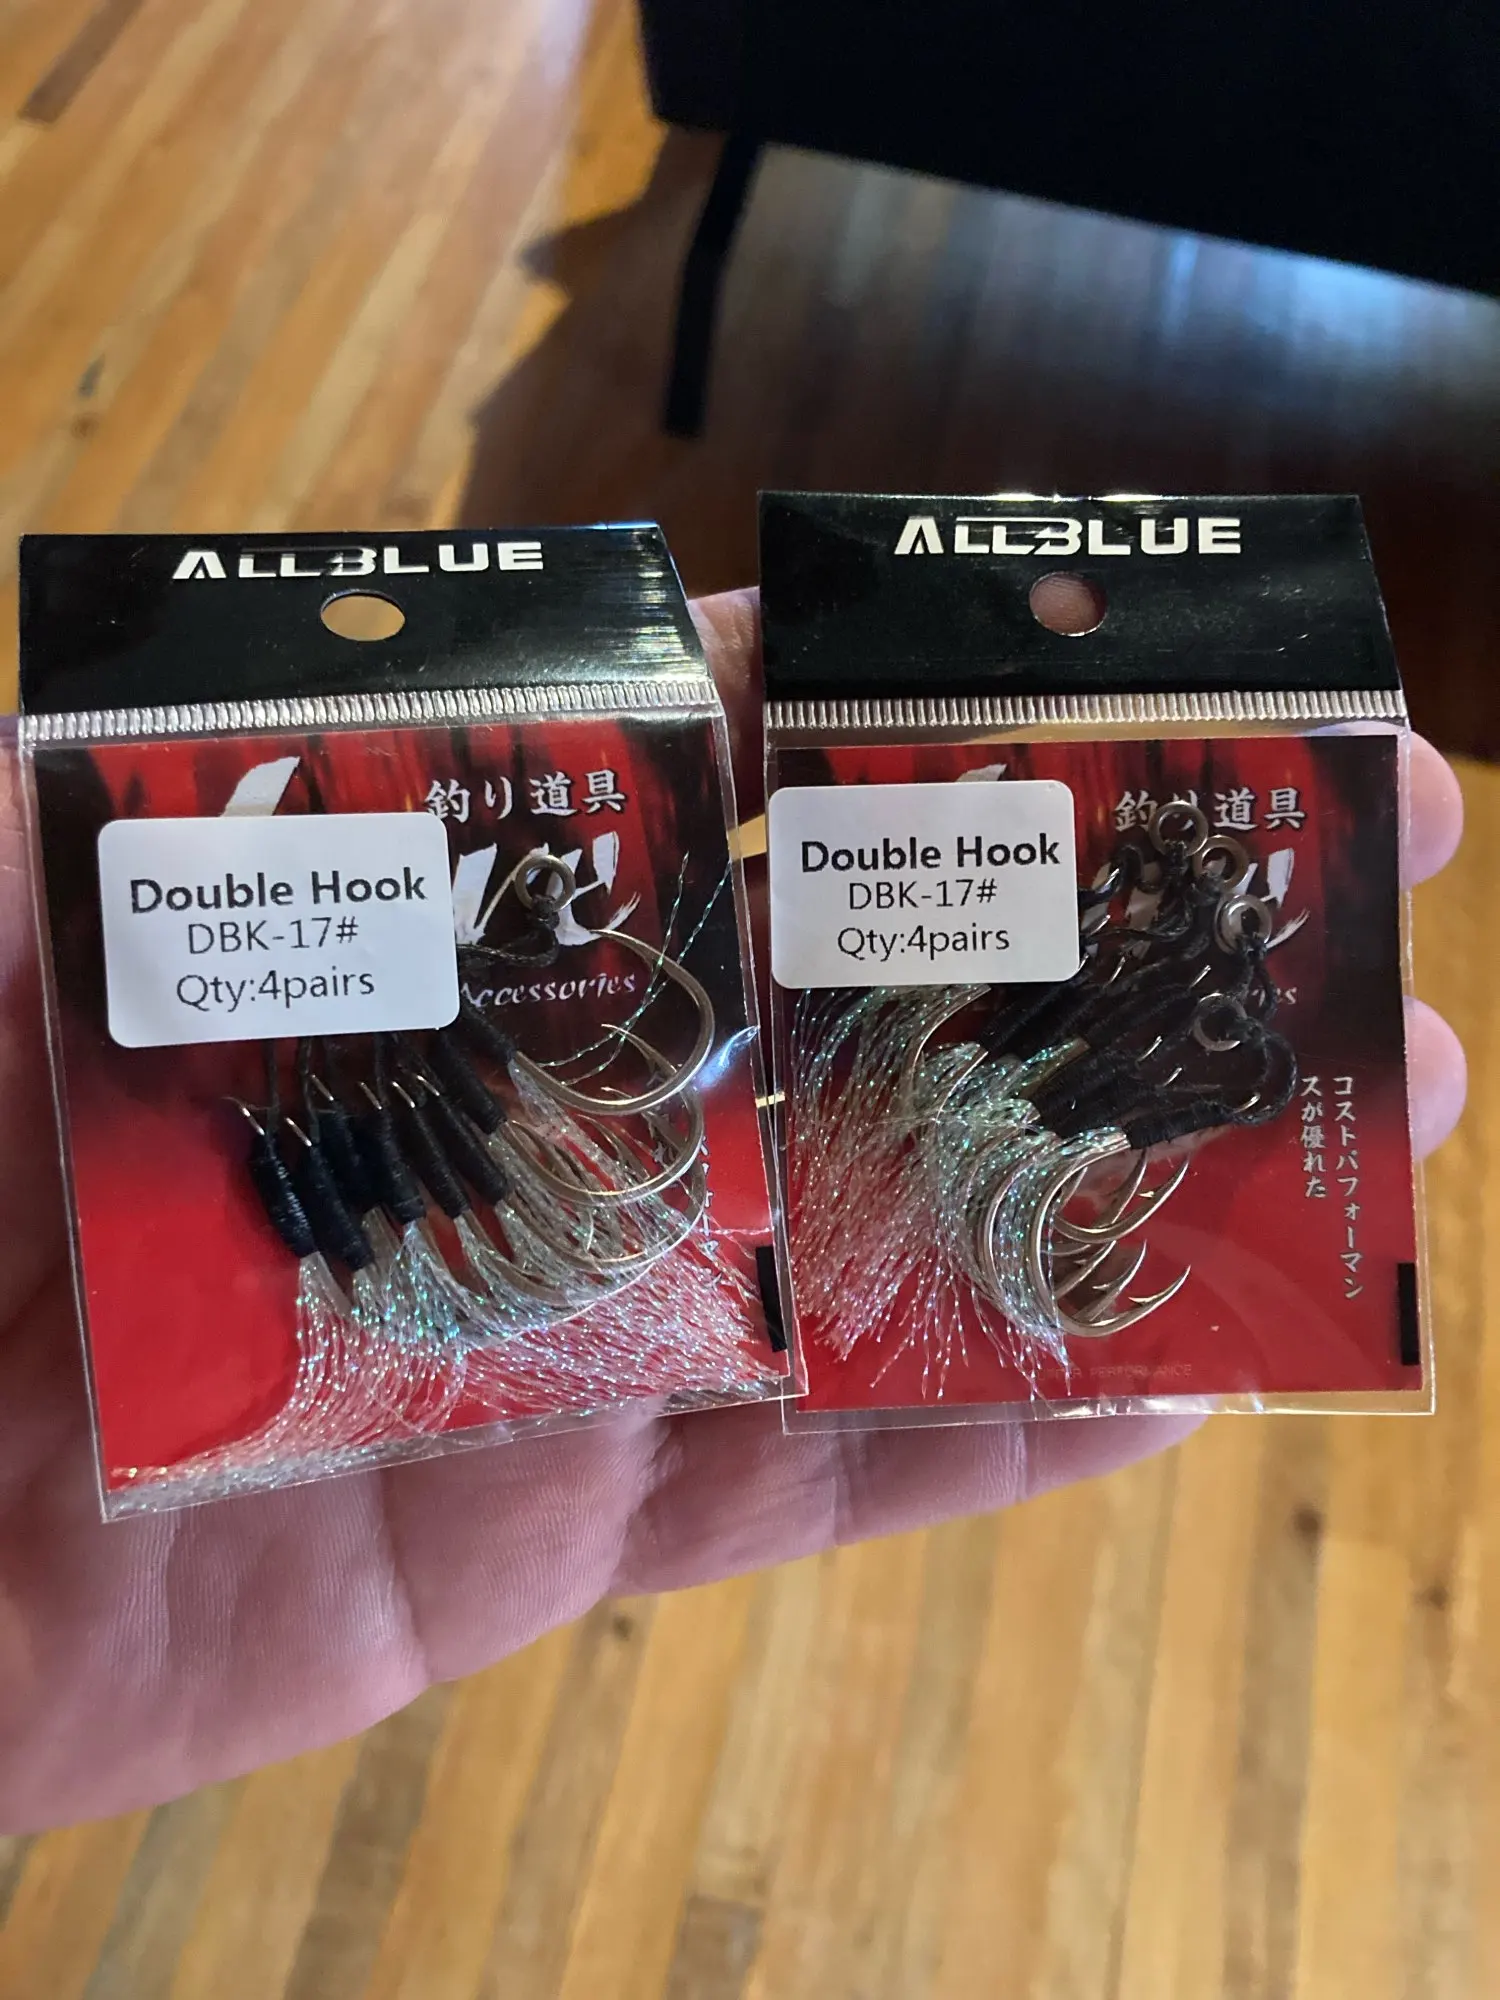 ALLBLUE
釣り道具
Double Hook
DBK-17#
Qty:4pairs
Accessories
ALLBLUE
釣り道具
Double Hook
DBK-17#
Qty:4pairs
コストパフォーマン
スが優れた
PERFORMANCE